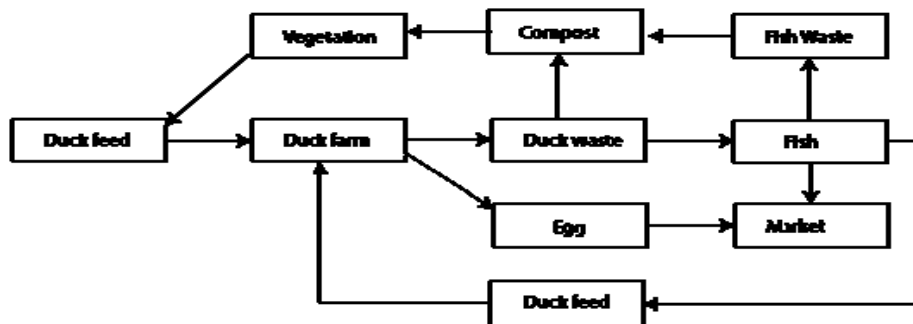 Vegetation
Compost
Fish Waste
Duck feed
Duck farm
Duck waste
Fish
Egg
Market
Duck feed